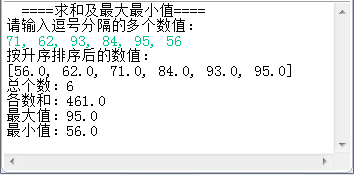 ====求和及最大最小值====
请输入逗号分隔的多个数值:
71, 62, 93, 84, 95, 56
按升序排序后的数值:
[56.0, 62.0, 71.0, 84.0, 93.0, 95.0]
总个数: 6
各数和: 461.0
最大值: 95.0
最小值: 56.0